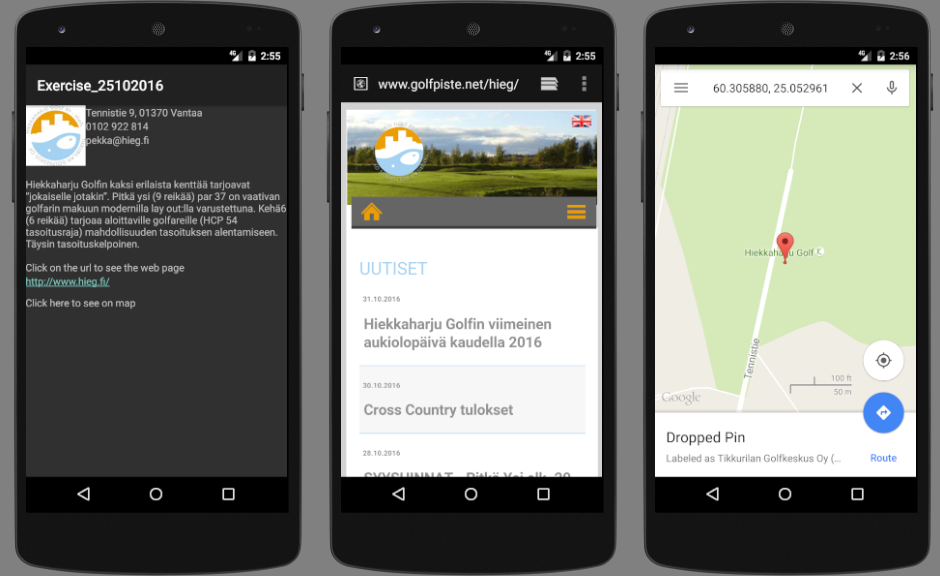 4G 2:55
Exercise_25102016
Tennistie 9, 01370 Vantaa
0102 922 814
pekka@hieg.fi
Hiekkaharju Golfin kaksi erilaista kenttää tarjoavat
"jokaiselle jotakin". Pitkä ysi (9 reikää) par 37 on vaativan
golfarin makuun modernilla lay out:lla varustettuna. Kehä6
(6 reikää) tarjoaa aloittaville golfareille (HCP 54
tasoitusraja) mahdollisuuden tasoituksen alentamiseen.
Täysin tasoituskelpoinen.
Click on the url to see the web page
http://www.hieg.fi/
Click here to see on map
4G 2:55
www.golfpiste.net/hieg/
UUTISET
31.10.2016
Hiekkaharju Golfin viimeinen
aukiolopäivä kaudella 2016
30.10.2016
Cross Country tulokset
28.10.2016
4G 2:56
60.305880, 25.052961
Hiekkaharju Golf
Tennistie
100 ft
50 m
Google
Dropped Pin
Labeled as Tikkurilan Golfkeskus Oy (...
Route